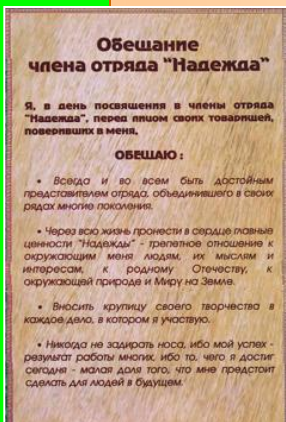 Обещание
члена отряда "Надежда"
Я, в день посвящения в члены отряда
"Надежда", перед лицом своих товарищей,
поверивших в меня,
ОБЕЩАЮ :
• Всегда и во всем быть достойным
представителем отряда, объединившего в своих
рядах многие поколения.
• Через всю жизнь пронести в сердце главные
ценности "Надежды" - трепетное отношение к
окружающим меня людям, их мыслям и
интересам, к родному Отечеству, к
окружающей природе и Миру на Земле.
• Вносить крупицу своего творчества в
каждое дело, в котором я участвую.
• Никогда не задирать носа, ибо мой успех -
результат работы многих, ибо то, чего я достиг
сегодня - малая доля того, что мне предстоит
сделать для людей в будущем.